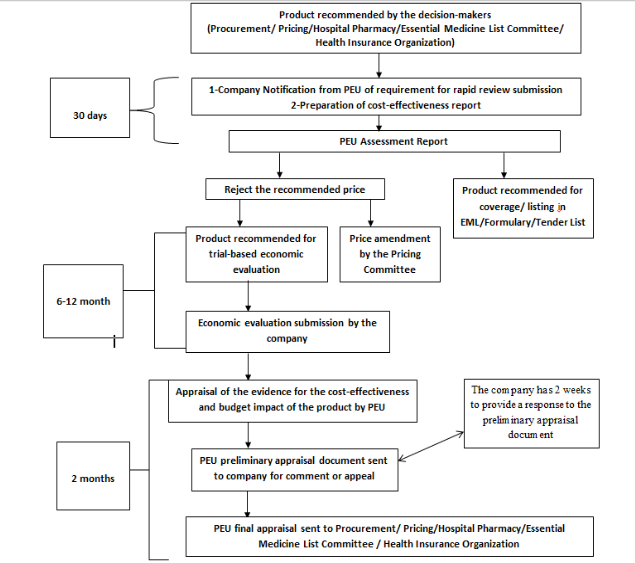 Product recommended by the decision-makers
(Procurement/ Pricing/Hospital Pharmacy/Essential Medicine List Committee/
Health Insurance Organization)
30 days
1-Company Notification from PEU of requirement for rapid review submission
2-Preparation of cost-effectiveness report
PEU Assessment Report
Reject the recommended price
Product recommended for
coverage/ listing in
EML/Formulary/Tender List
Product recommended for
trial-based economic
evaluation
Price amendment
by the Pricing
Committee
6-12 month
Economic evaluation submission by the
company
Appraisal of the evidence for the cost-effectiveness
and budget impact of the product by PEU
The company has 2 weeks
to provide a response to the
preliminary appraisal
document
2 months
PEU preliminary appraisal document sent
to company for comment or appeal
PEU final appraisal sent to Procurement/ Pricing/Hospital Pharmacy/Essential
Medicine List Committee / Health Insurance Organization